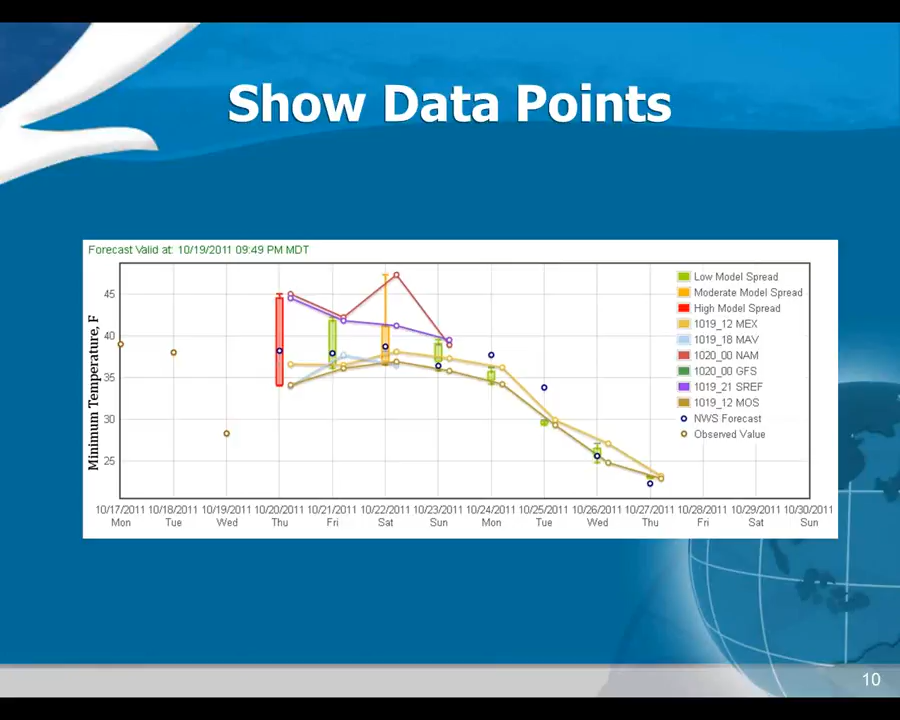 Show Data Points
Forecast Valid at: 10/19/2011 09:49 PM MDT
Minimum Temperature, F
45
40
35
30
25
Low Model Spread
Moderate Model Spread
High Model Spread
1019_12 MEX
1019_18 MAV
1020_00 NAM
1020_00 GFS
1019_21 SREF
1019_12 MOS
NWS Forecast
Observed Value
10/17/2011 10/18/2011 10/19/2011 10/20/2011 10/21/2011 10/22/2011 10/23/2011 10/24/2011 10/25/2011 10/26/2011 10/27/2011 10/28/2011 10/29/2011 10/30/2011
Mon Tue Wed Thu Fri Sat Sun Mon Tue Wed Thu Fri Sat Sun
10